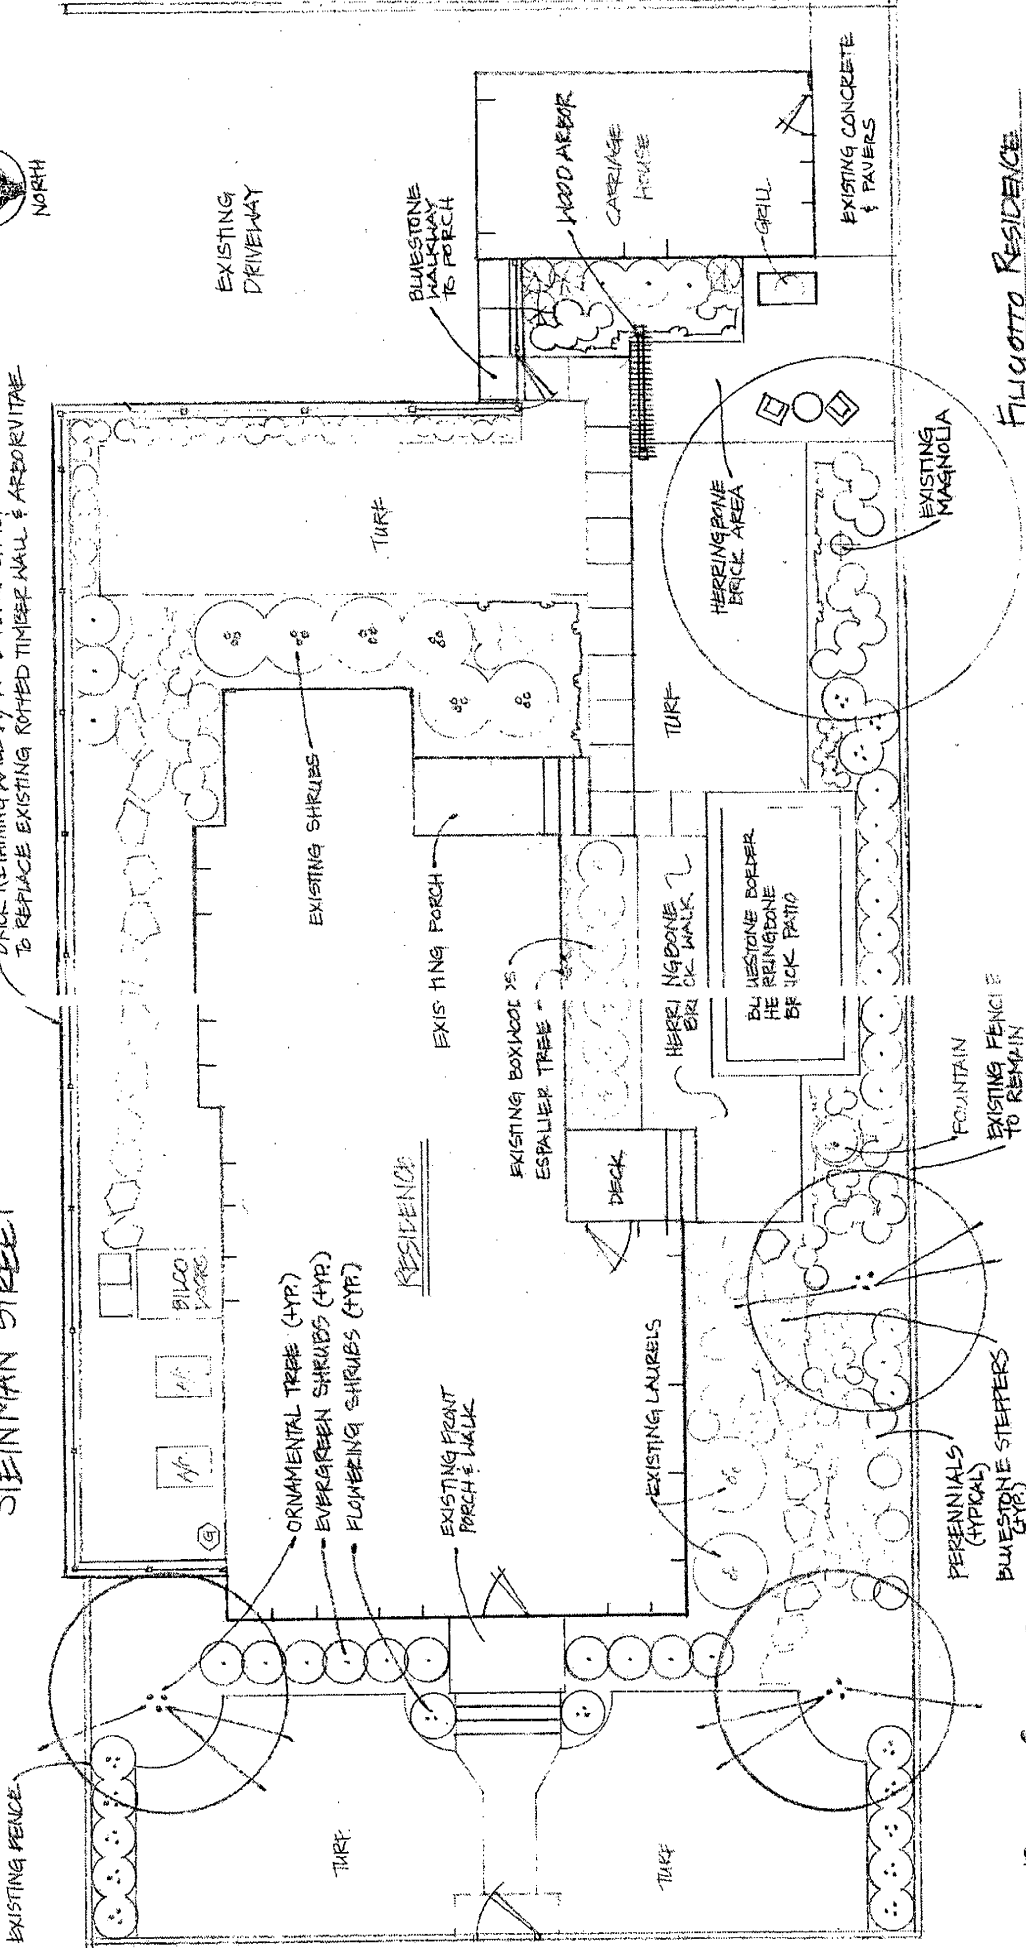 NORTH
EXISTING
DRIVEWAY
TO REPLACE EXISTING ROTTED TIMBER WALL & ARBORVITAE
STEINMAN STREET
EXISTING FENCE
BLUESTONE
WALKWAY
TO PORCH
WOOD ARBOR
CARRIAGE
HOUSE
GRILL
EXISTING CONCRETE
& PAVERS
TURF
HERRINGBONE
BRICK AREA
EXISTING
MAGNOLIA
TURF
EXISTING SHRUBS
EXISTING PORCH
EXISTING BOXWOODS
ESPALIER TREE
HERRINGBONE
BRICK WALK
BLUESTONE BORDER
HERRINGBONE
BRICK PATIO
DECK
RESIDENCE
BILCO
DOORS
ORNAMENTAL TREE (TYP.)
EVERGREEN SHRUBS (TYP.)
FLOWERING SHRUBS (TYP.)
EXISTING FRONT
PORCH & WALK
EXISTING LAURELS
FOUNTAIN
EXISTING FENCE
TO REMAIN
PERENNIALS
(TYPICAL)
BLUESTONE STEPPERS
(TYP.)
TURF
TURF
RESIDENCE